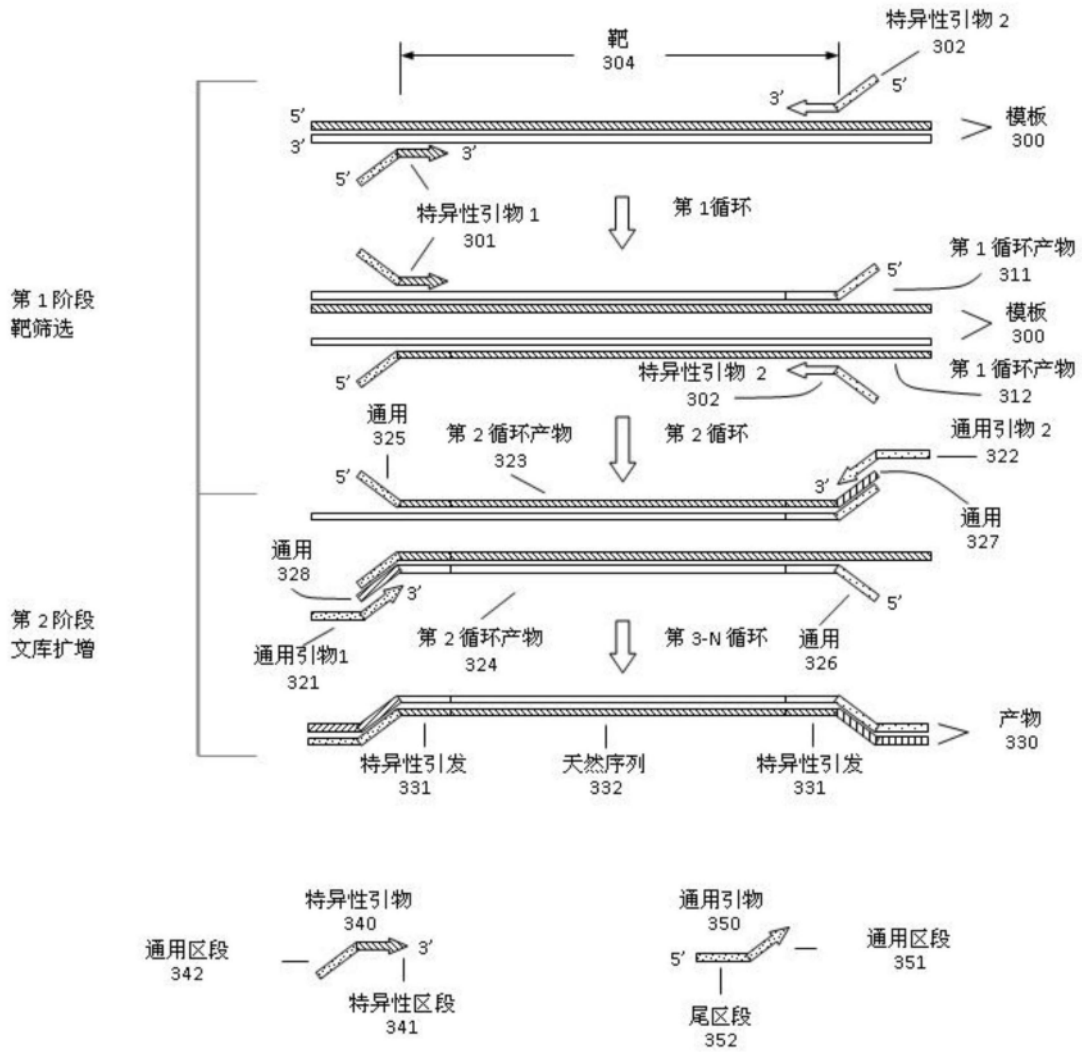 靶
304
特异性引物 2
302
5'
3'
5'
3'
模板
300
3'
5'
特异性引物 1
301
第 1 循环
第 1 循环产物
311
5'
第 1 阶段
靶筛选
模板
300
5'
特异性引物 2
302
第 1 循环产物
312
通用
325
第 2 循环产物
323
第 2 循环
通用引物 2
322
5'
3'
通用
327
通用
328
3'
5'
第 2 阶段
文库扩增
通用引物1
321
第 2 循环产物
324
第 3-N 循环
通用
326
产物
330
特异性引发
331
天然序列
332
特异性引发
331
特异性引物
340
通用区段
342
3'
特异性区段
341
通用引物
350
5'
通用区段
351
尾区段
352